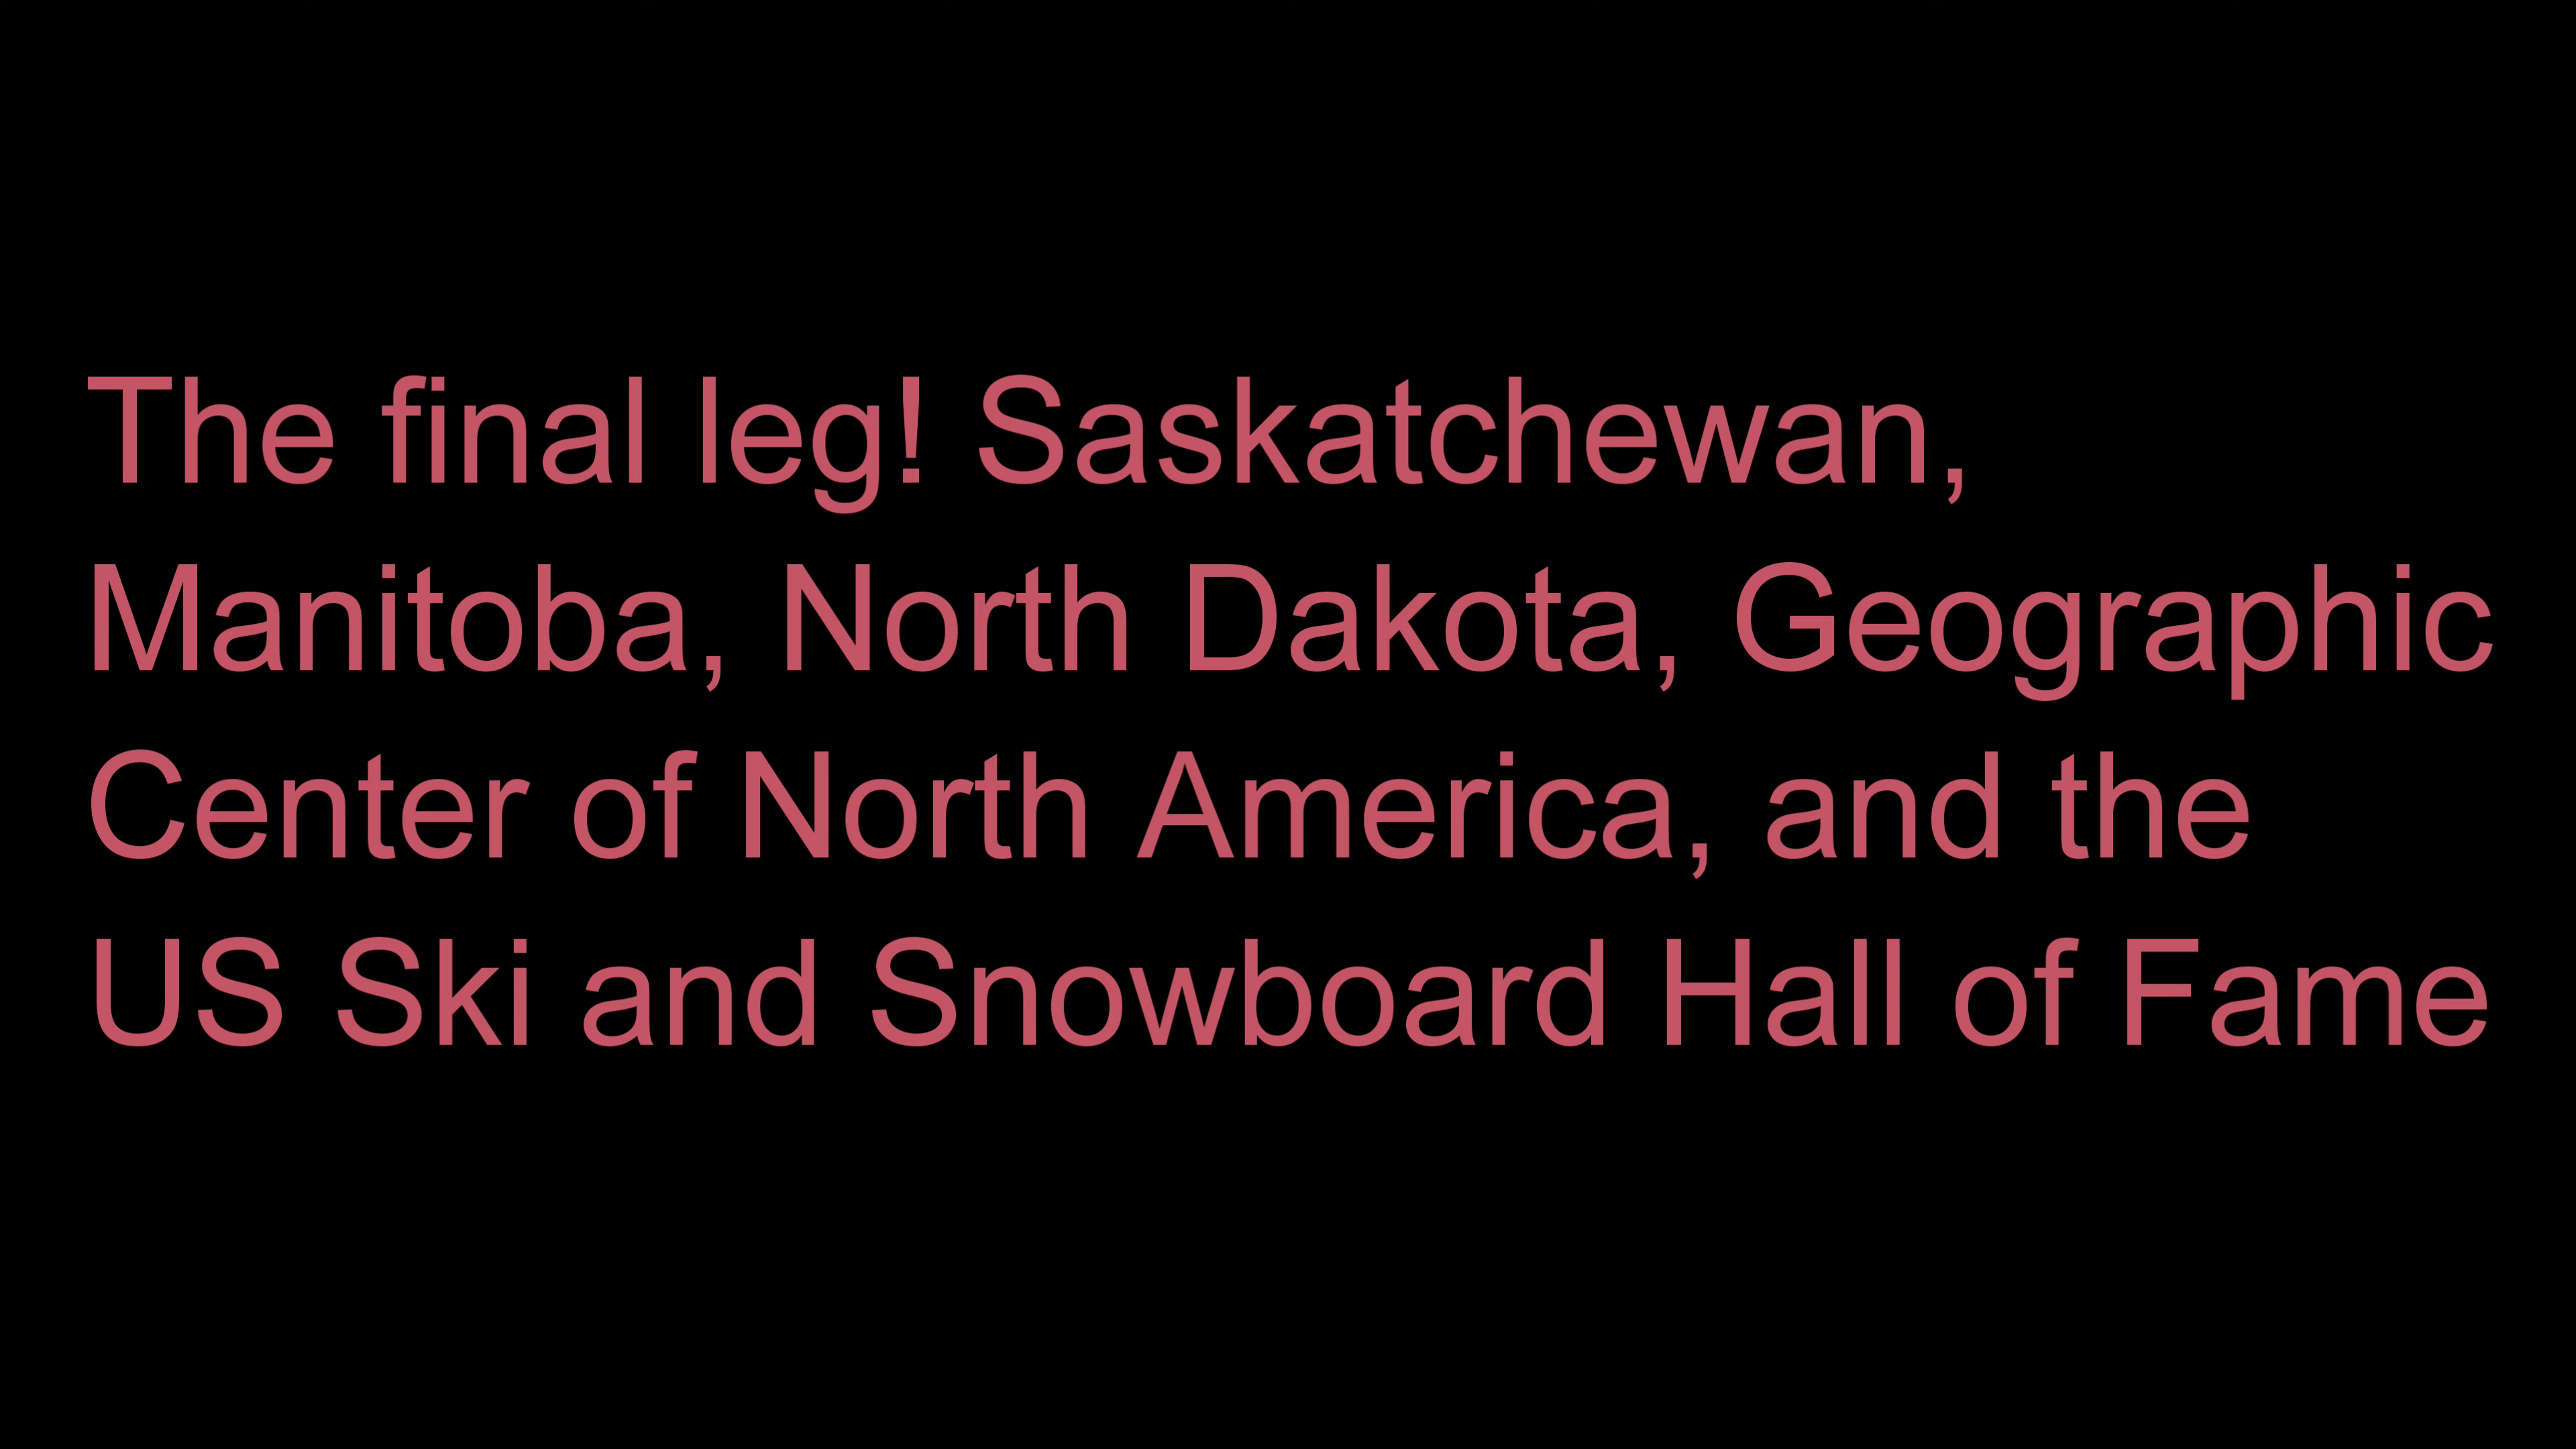 The final leg! Saskatchewan,
Manitoba, North Dakota, Geographic
Center of North America, and the
US Ski and Snowboard Hall of Fame